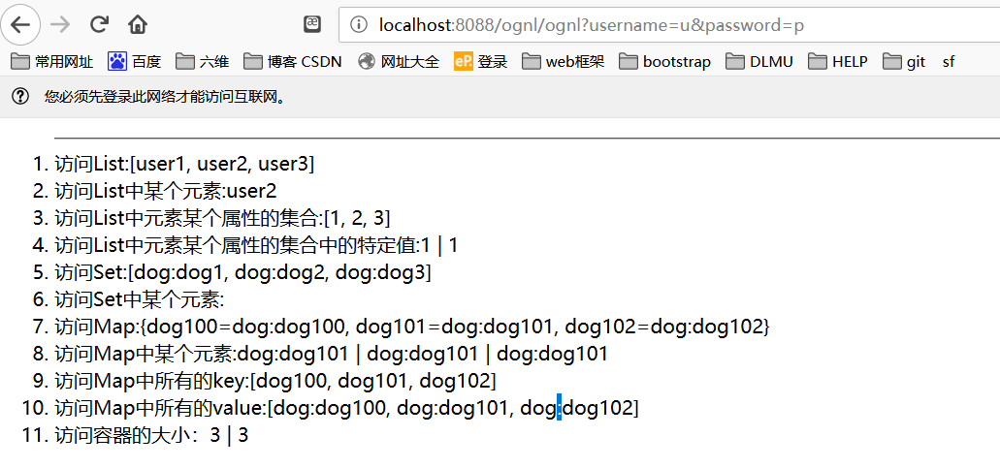 localhost:8088/ognl/ognl?username=u&password=p
常用网址 百度 六维 博客 CSDN 网址大全 eP. 登录 web框架 bootstrap DLMU HELP git sf
您必须先登录此网络才能访问互联网。
1. 访问List:[user1, user2, user3]
2. 访问List中某个元素:user2
3. 访问List中元素某个属性的集合:[1, 2, 3]
4. 访问List中元素某个属性的集合中的特定值:1 | 1
5. 访问Set:[dog:dog1, dog:dog2, dog:dog3]
6. 访问Set中某个元素:
7. 访问Map:{dog100=dog:dog100, dog101=dog:dog101, dog102=dog:dog102}
8. 访问Map中某个元素:dog:dog101 | dog:dog101 | dog:dog101
9. 访问Map中所有的key:[dog100, dog101, dog102]
10. 访问Map中所有的value:[dog:dog100, dog:dog101, dog:dog102]
11. 访问容器的大小：3 | 3